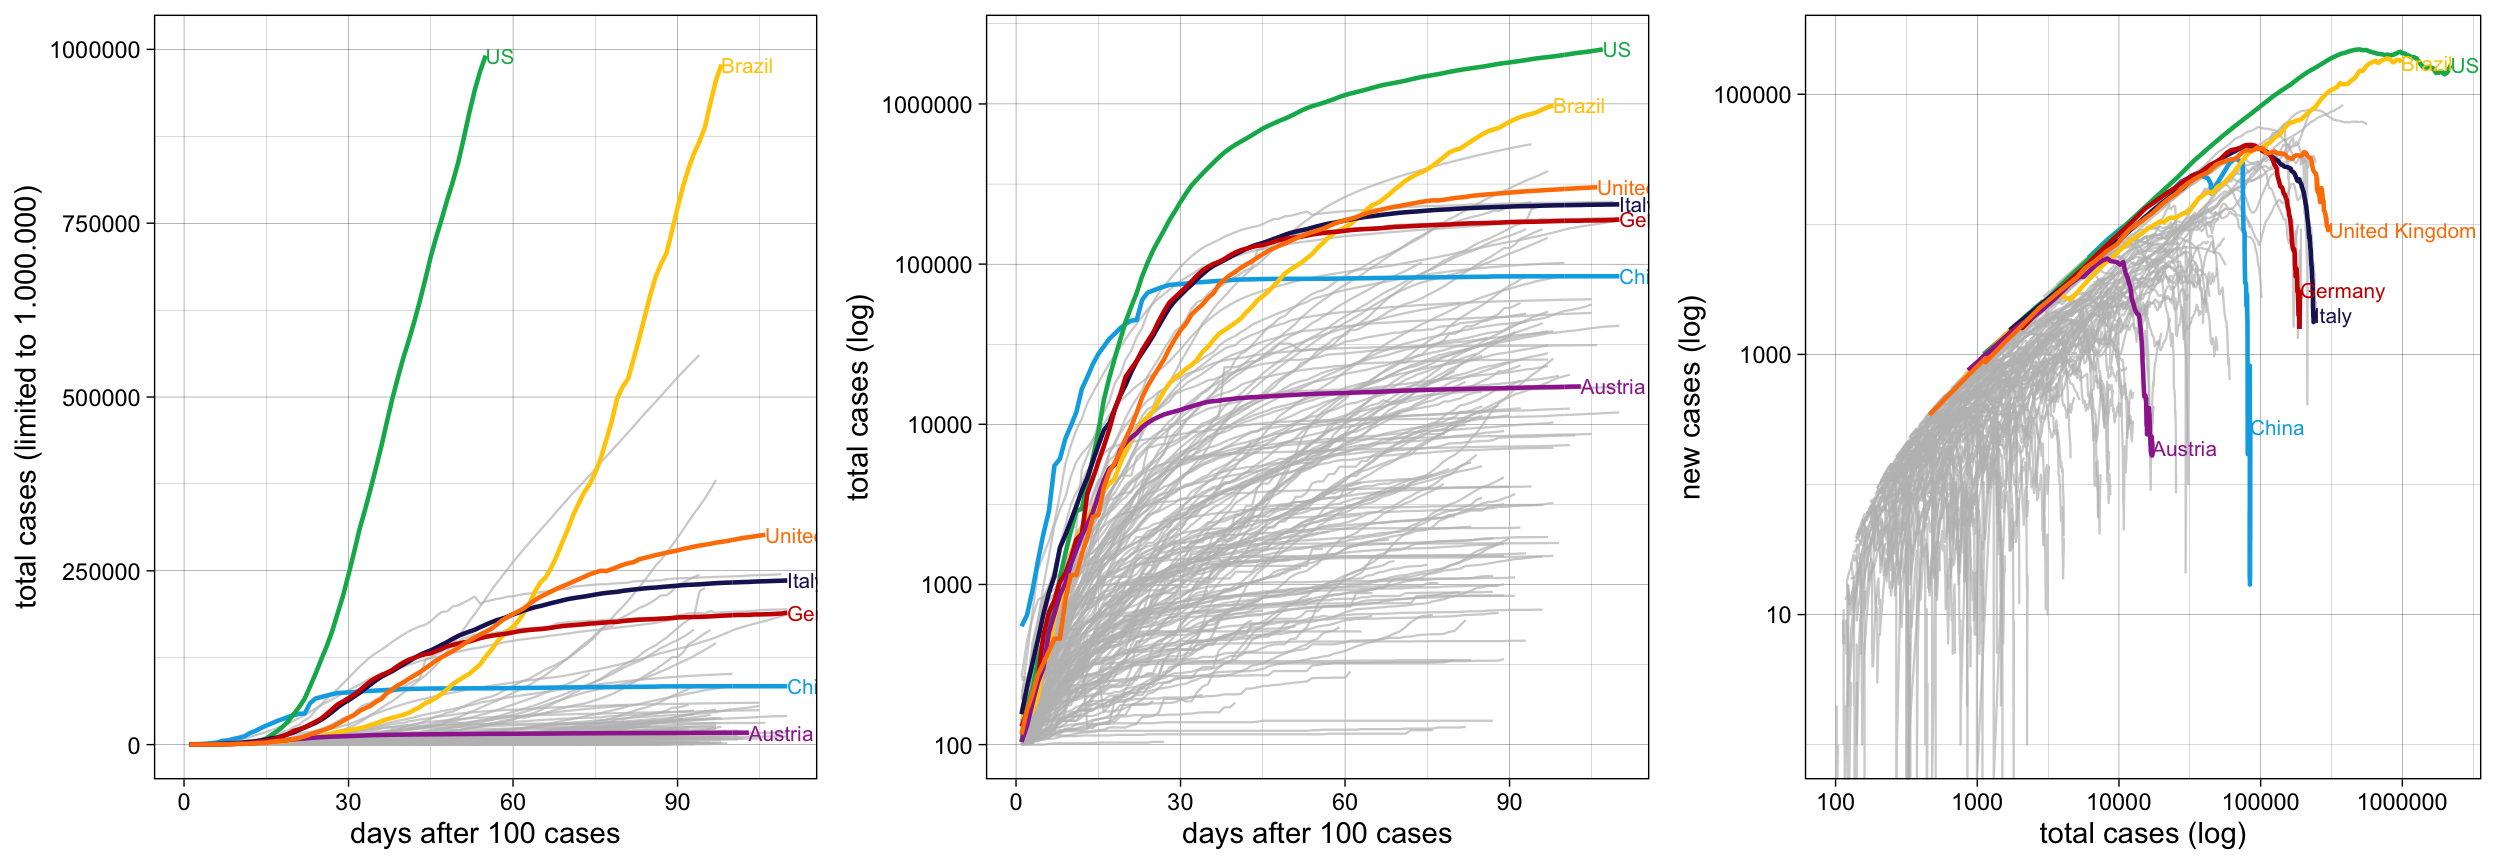 total cases (limited to 1.000.000)
1000000
750000
500000
250000
0
US
Brazil
Unite
Ital
Ge
Chi
Austria
0 30 60 90
days after 100 cases
total cases (log)
1000000
100000
10000
1000
100
US
Brazil
Unite
Ital
Ge
Chi
Austria
0 30 60 90
days after 100 cases
new cases (log)
100000
1000
10
Brazil
US
United Kingdom
Germany
Italy
China
Austria
100 1000 10000 100000 1000000
total cases (log)